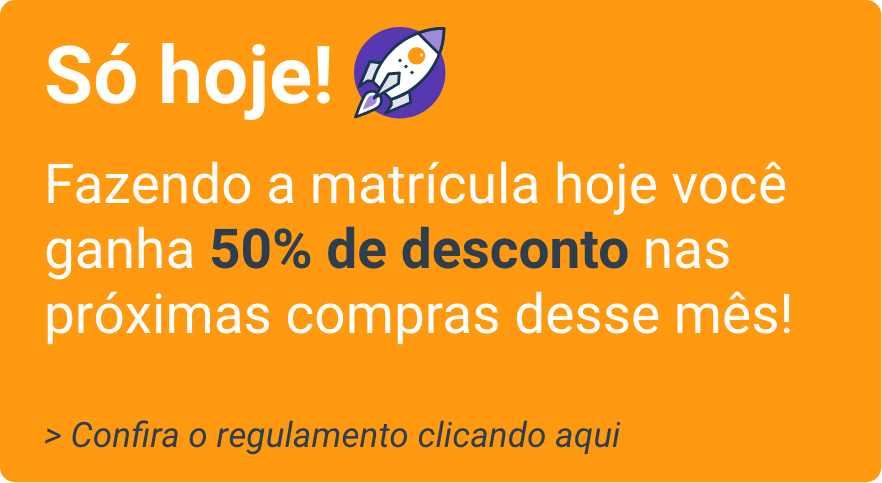 Só hoje!
Fazendo a matrícula hoje você
ganha 50% de desconto nas
próximas compras desse mês!
> Confira o regulamento clicando aqui